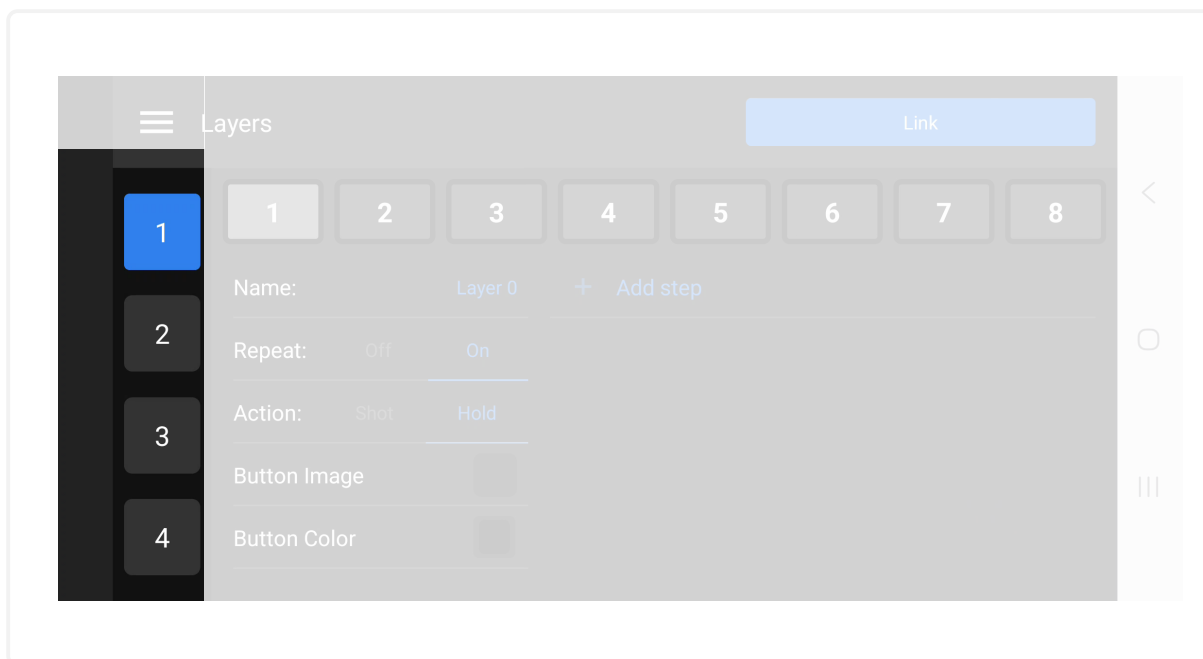 Layers
Link
1
2
3
4
1 2 3 4 5 6 7 8
Name: Layer 0
+ Add step
Repeat: Off On
Action: Shot Hold
Button Image
Button Color